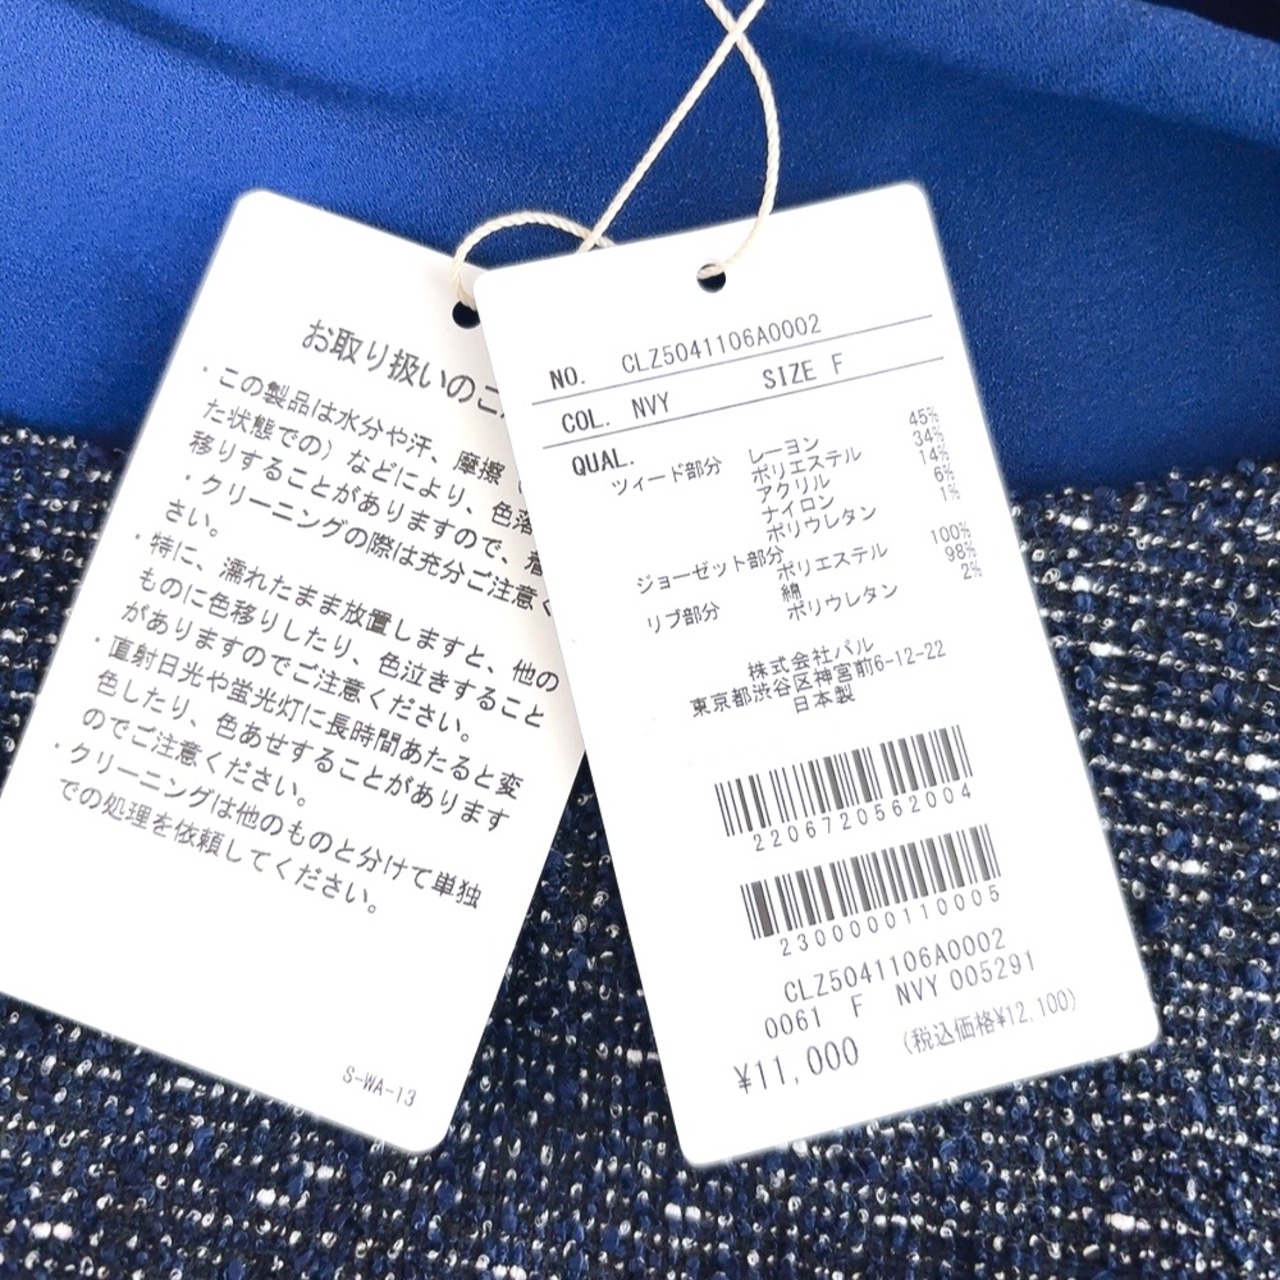 お取り扱いのご
・この製品は水分や汗、摩擦
た状態での）などにより、色落
移りすることがありますので、着
・クリーニングの際は充分ご注意く
さい。
・特に、濡れたまま放置しますと、他の
ものに色移りしたり、色泣きすること
がありますのでご注意ください。
・直射日光や蛍光灯に長時間あたると変
色したり、色あせすることがあります
のでご注意ください。
・クリーニングは他のものと分けて単独
での処理を依頼してください。
S-WA-13
NO. CLZ5041106A0002
COL. NVY SIZE F
QUAL.
ツィード部分 レーヨン 45%
ポリエステル 34%
アクリル 14%
ナイロン 6%
ポリウレタン 1%
ジョーゼット部分 ポリエステル 100%
リブ部分 綿 98%
ポリウレタン 2%
株式会社パル
東京都渋谷区神宮前6-12-22
日本製
2206720562004
2300000110005
CLZ5041106A0002
0061 F NVY 005291
¥11,000 (税込価格¥12,100)